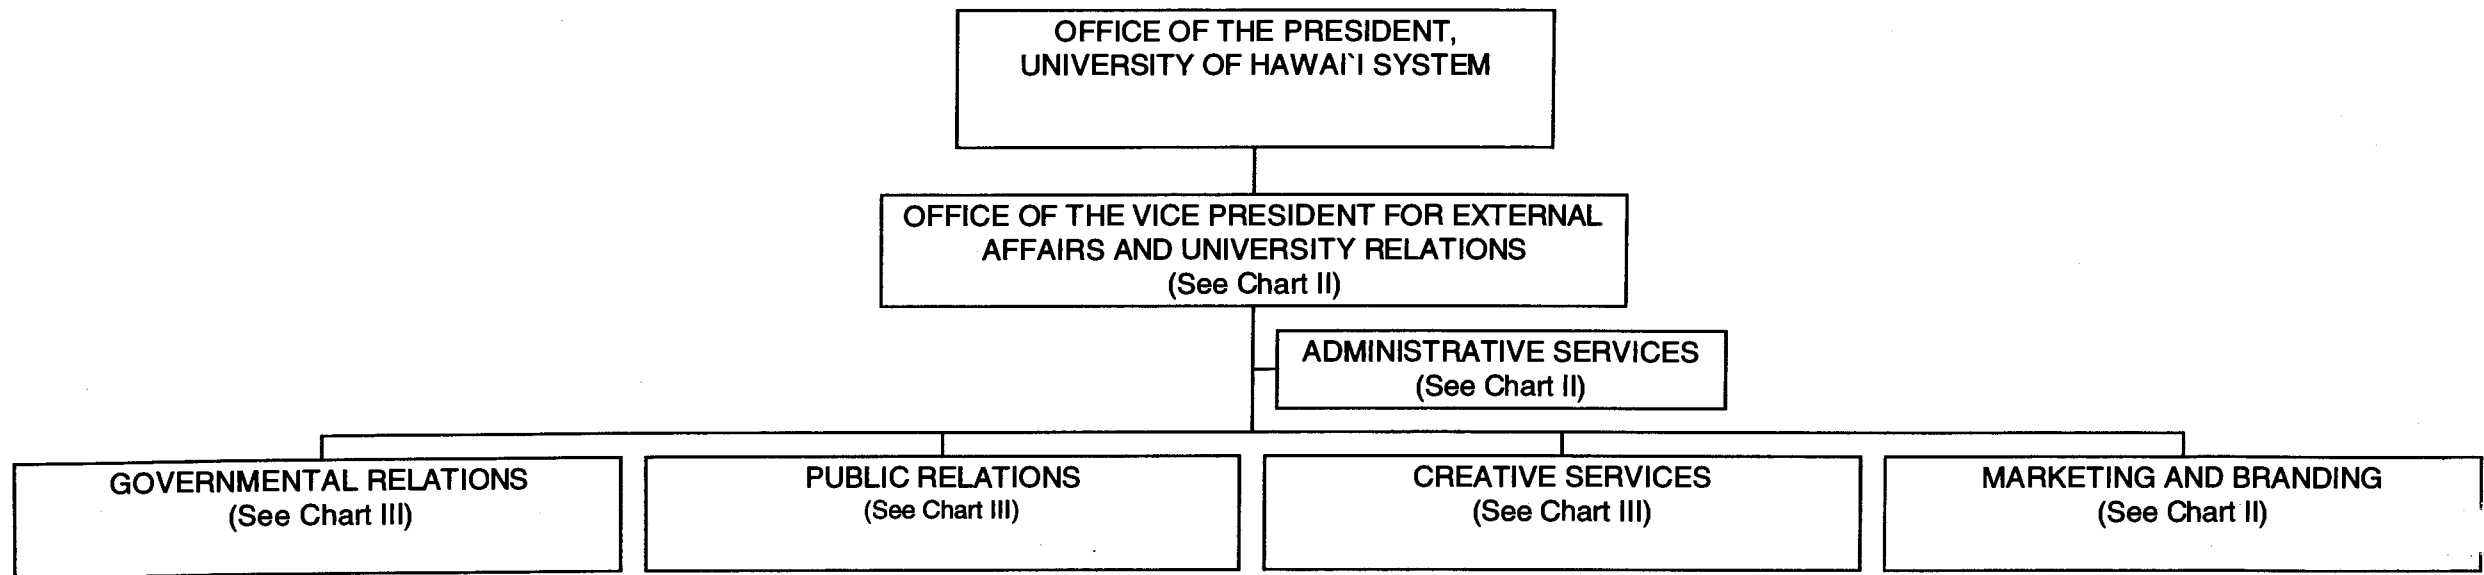 OFFICE OF THE PRESIDENT,
UNIVERSITY OF HAWAI`I SYSTEM
OFFICE OF THE VICE PRESIDENT FOR EXTERNAL
AFFAIRS AND UNIVERSITY RELATIONS
(See Chart II)
ADMINISTRATIVE SERVICES
(See Chart II)
GOVERNMENTAL RELATIONS
(See Chart III)
PUBLIC RELATIONS
(See Chart III)
CREATIVE SERVICES
(See Chart III)
MARKETING AND BRANDING
(See Chart II)